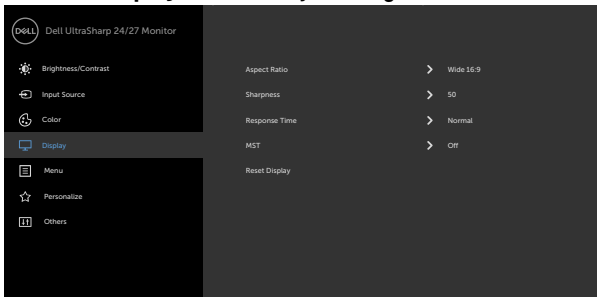 DELL Dell UltraSharp 24/27 Monitor
Brightness/Contrast
Input Source
Color
Display
Menu
Personalize
Others
Aspect Ratio Wide 16:9
Sharpness 50
Response Time Normal
MST Off
Reset Display